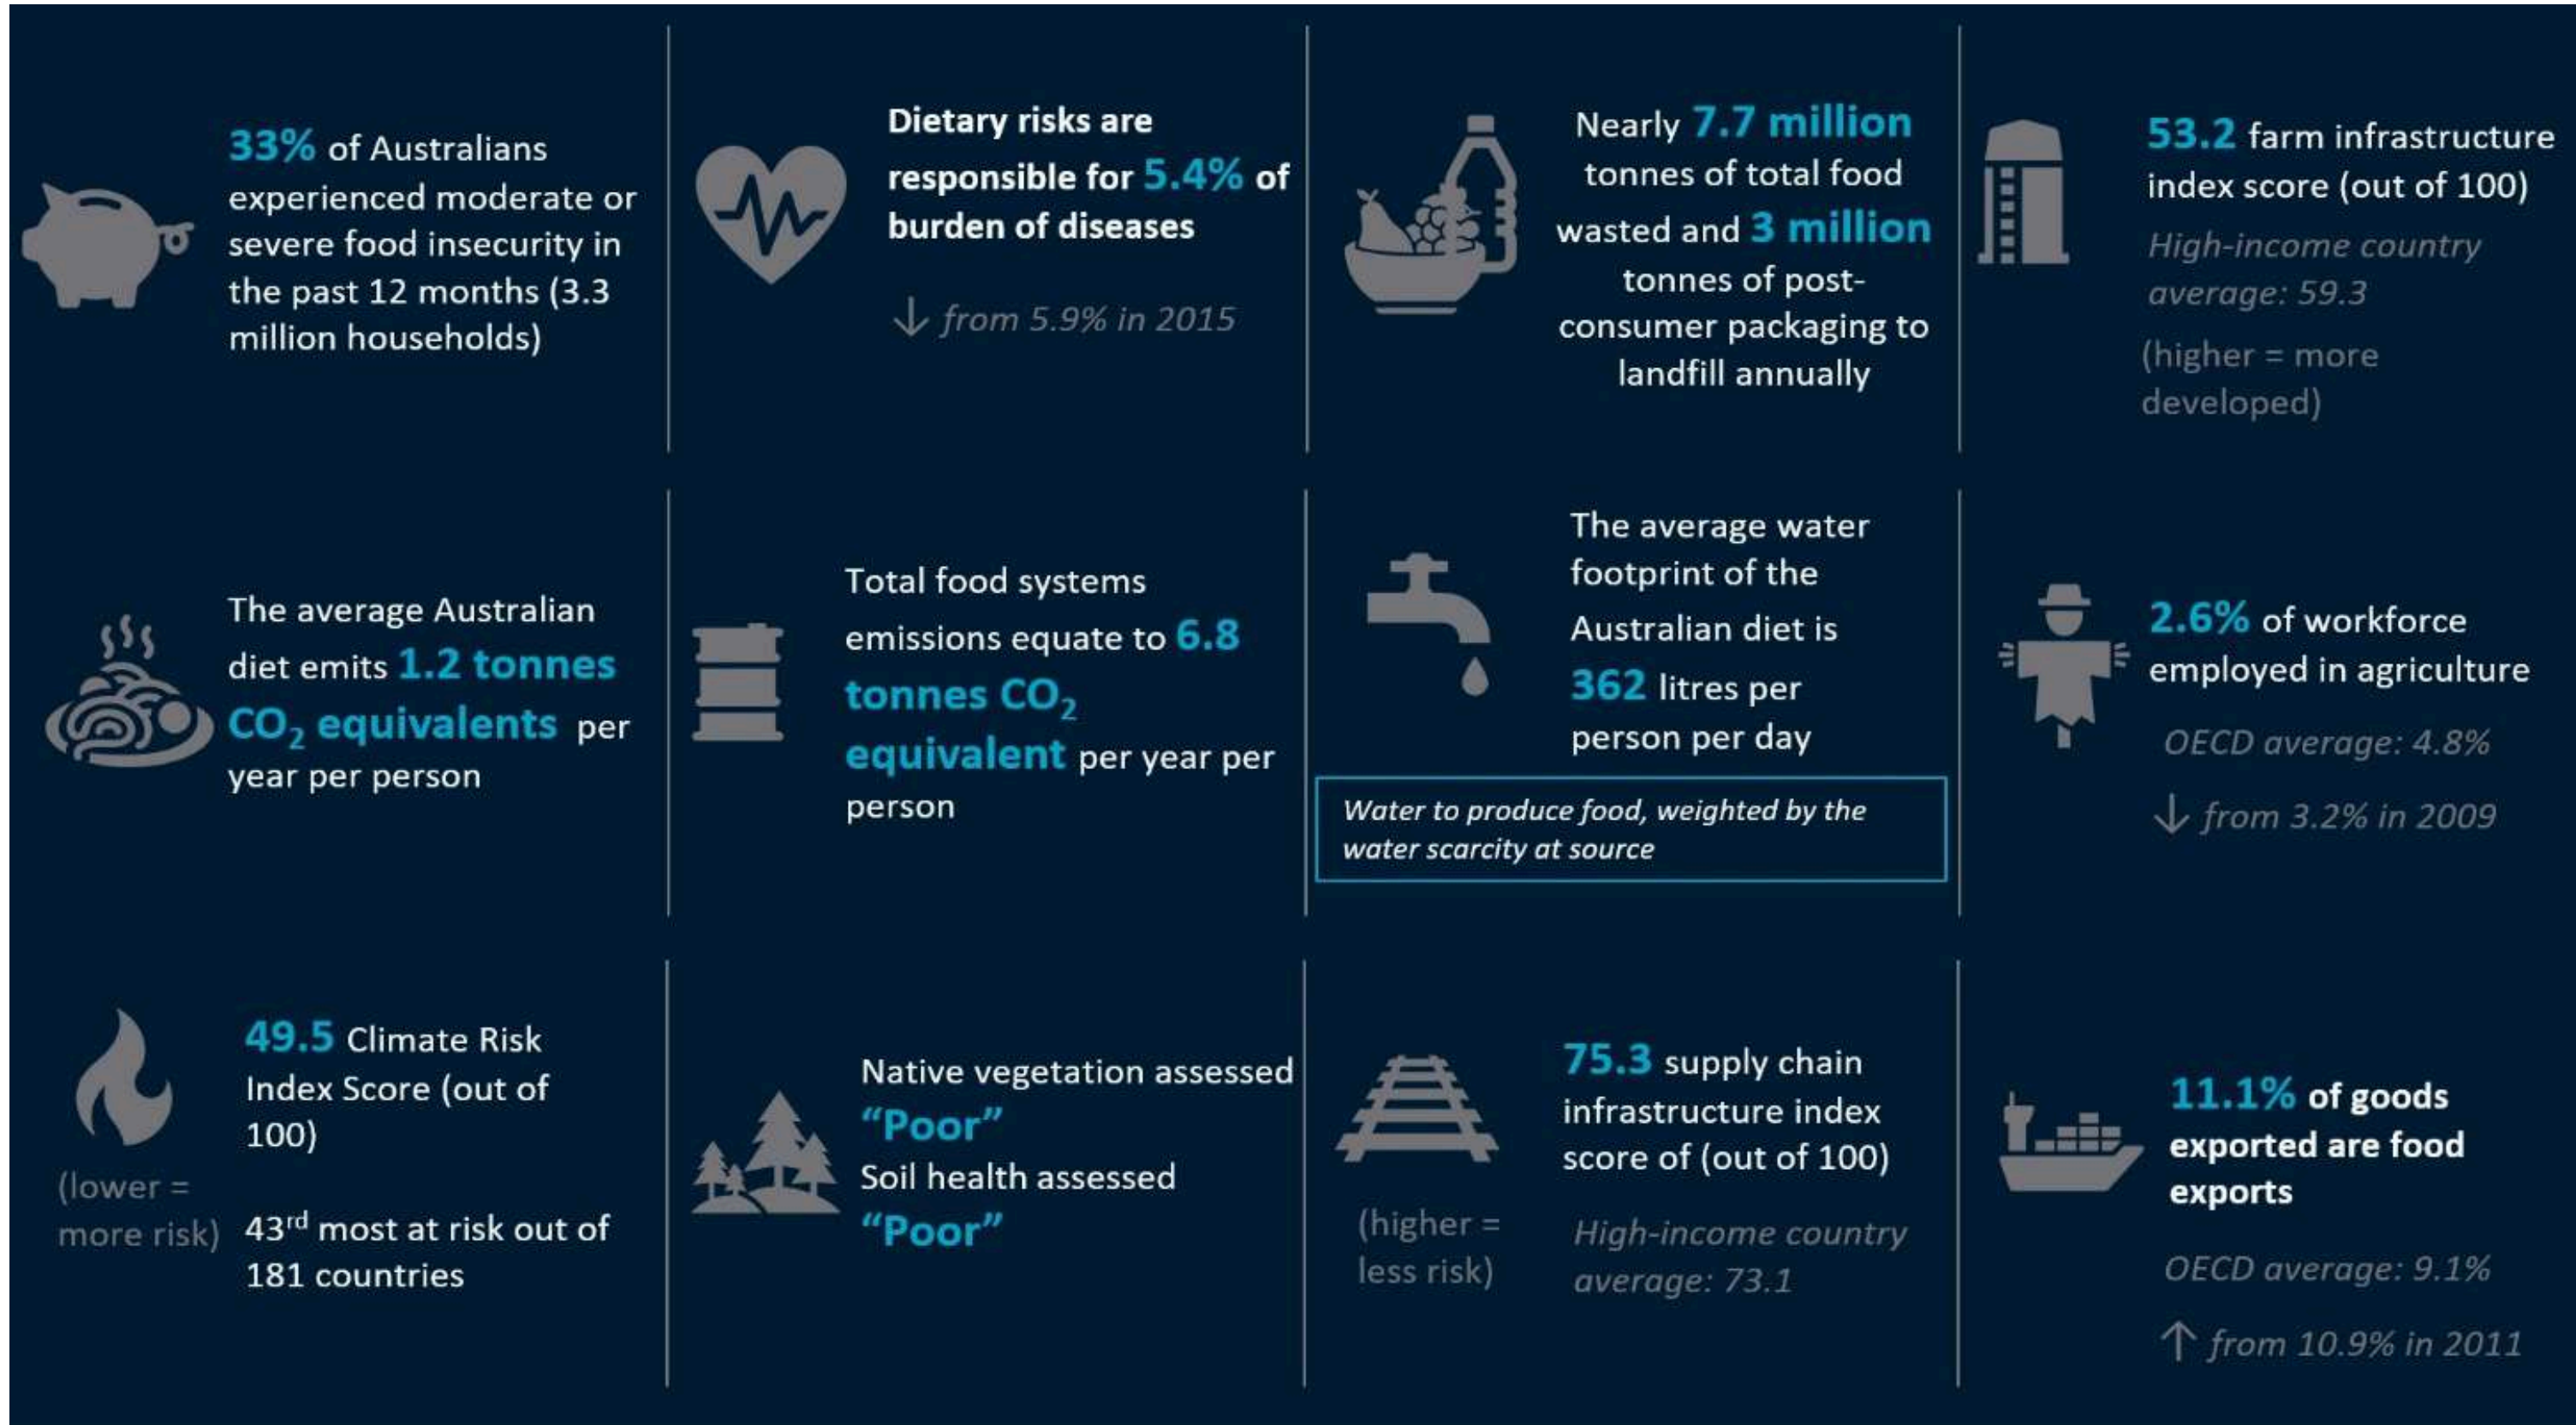 33% of Australians
experienced moderate or
severe food insecurity in
the past 12 months (3.3
million households)
Dietary risks are
responsible for 5.4% of
burden of diseases
↓ from 5.9% in 2015
Nearly 7.7 million
tonnes of total food
wasted and 3 million
tonnes of post-
consumer packaging to
landfill annually
53.2 farm infrastructure
index score (out of 100)
High-income country
average: 59.3
(higher = more
developed)
The average Australian
diet emits 1.2 tonnes
CO₂ equivalents per
year per person
Total food systems
emissions equate to 6.8
tonnes CO₂
equivalent per year per
person
The average water
footprint of the
Australian diet is
362 litres per
person per day
Water to produce food, weighted by the
water scarcity at source
2.6% of workforce
employed in agriculture
OECD average: 4.8%
↓ from 3.2% in 2009
49.5 Climate Risk
Index Score (out of
100)
(lower =
more risk)
43rd most at risk out of
181 countries
Native vegetation assessed
“Poor”
Soil health assessed
“Poor”
75.3 supply chain
infrastructure index
score of (out of 100)
(higher =
less risk)
High-income country
average: 73.1
11.1% of goods
exported are food
exports
OECD average: 9.1%
↑ from 10.9% in 2011